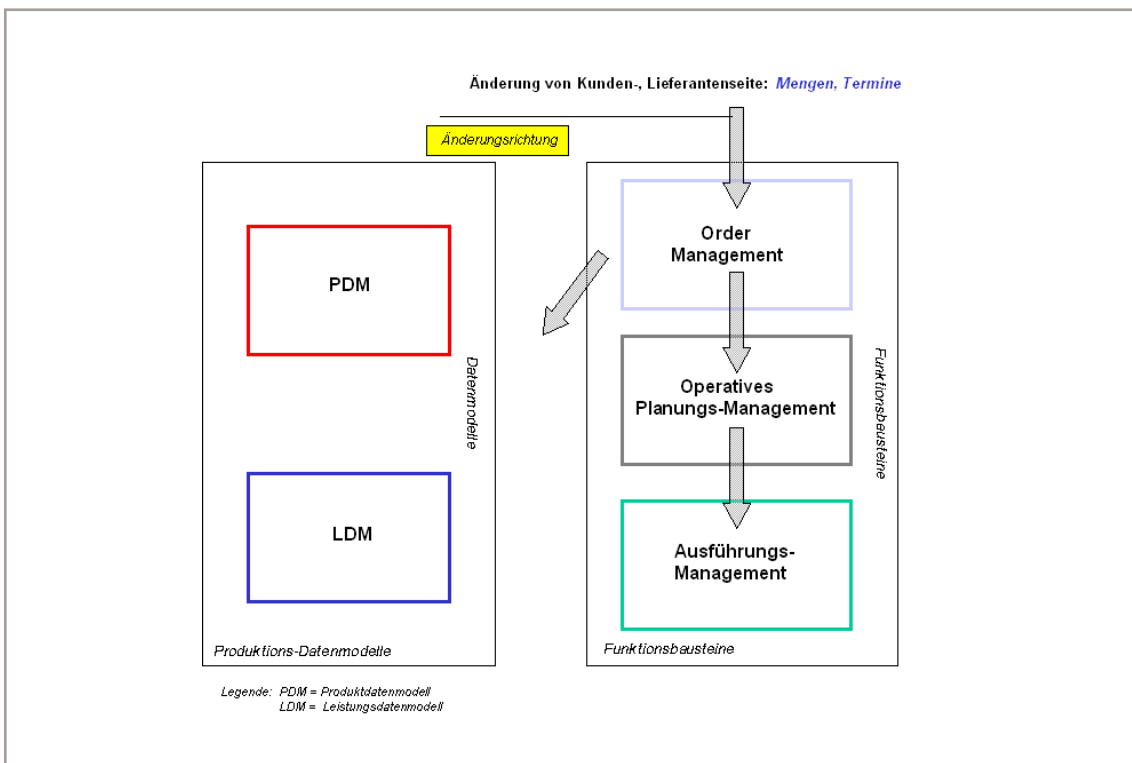 Änderung von Kunden-, Lieferantenseite: Mengen, Termine
Änderungsrichtung
PDM
LDM
Datenmodelle
Produktions-Datenmodelle
Order
Management
Operatives
Planungs-Management
Ausführungs-
Management
Funktionsbausteine
Funktionsbausteine
Legende: PDM = Produktdatenmodell
LDM = Leistungsdatenmodell